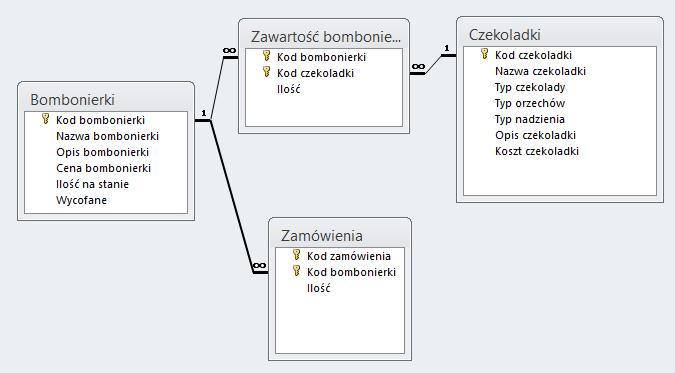 Bombonierki
Kod bombonierki
Nazwa bombonierki
Opis bombonierki
Cena bombonierki
Ilość na stanie
Wycofane
1
∞
Zawartość bombonie...
Kod bombonierki
Kod czekoladki
Ilość
∞
1
Czekoladki
Kod czekoladki
Nazwa czekoladki
Typ czekolady
Typ orzechów
Typ nadzienia
Opis czekoladki
Koszt czekoladki
∞
Zamówienia
Kod zamówienia
Kod bombonierki
Ilość